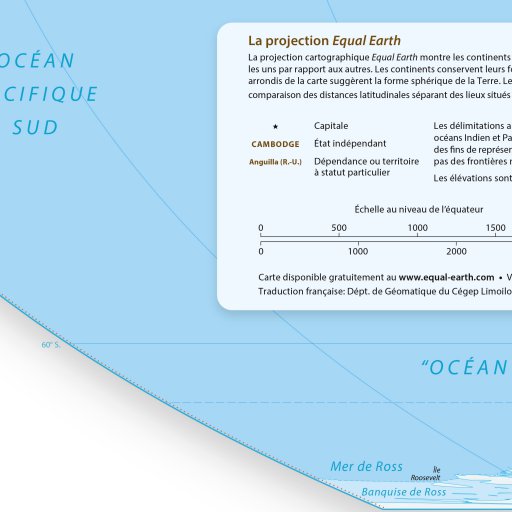 OCÉAN
CIFIQUE
SUD
La projection Equal Earth
La projection cartographique Equal Earth montre les continents
les uns par rapport aux autres. Les continents conservent leurs
arrondis de la carte suggèrent la forme sphérique de la Terre. Le
comparaison des distances latitudinales séparant des lieux situés
★ Capitale
CAMBODGE État indépendant
Anguilla (R.-U.) Dépendance ou territoire
à statut particulier
Les délimitations
océans Indien et
des fins de
pas des frontières
Les élévations sont
Échelle au niveau de l'équateur
0 500 1000 1500
0 1000 2000
Carte disponible gratuitement au www.equal-earth.com •
Traduction française: Dépt. de Géomatique du Cégep
60° S.
“OCÉAN
Mer de Ross
Île
Roosevelt
Banquise de Ross